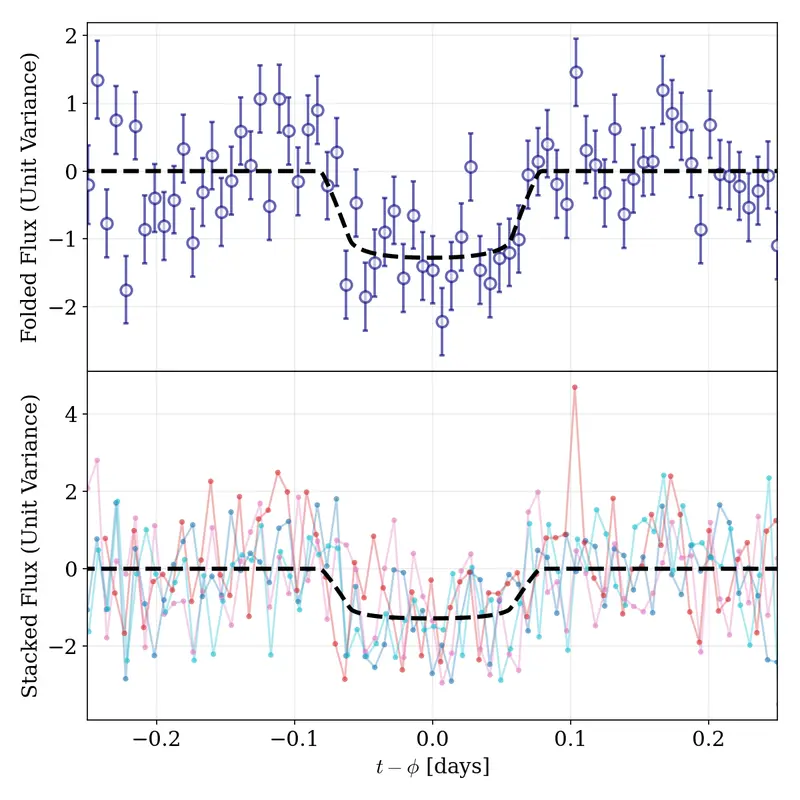 Folded Flux (Unit Variance)
2
1
0
−1
−2
Stacked Flux (Unit Variance)
4
2
0
−2
−0.2 −0.1 0.0 0.1 0.2
t − ϕ [days]